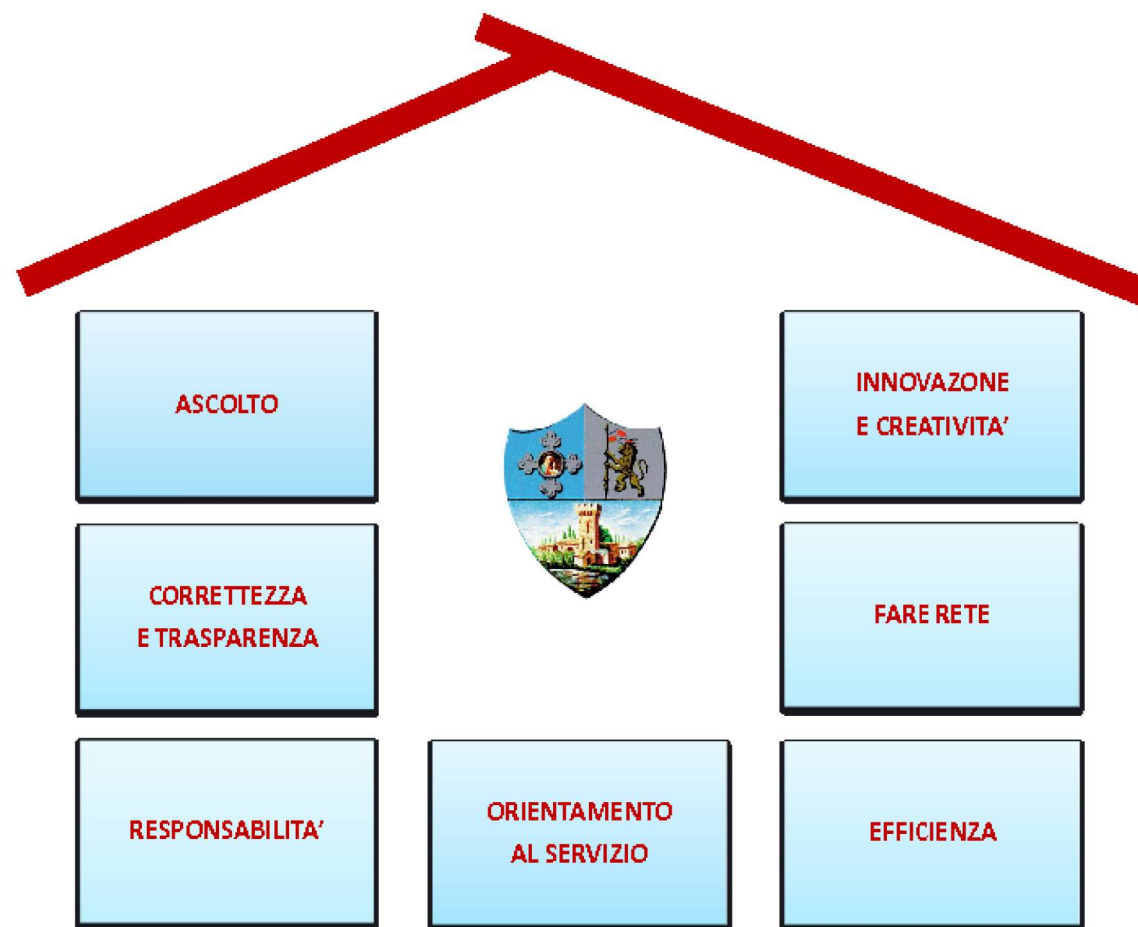 ASCOLTO
INNOVAZONE
E CREATIVITA’
CORRETTEZZA
E TRASPARENZA
FARE RETE
RESPONSABILITA’
ORIENTAMENTO
AL SERVIZIO
EFFICIENZA